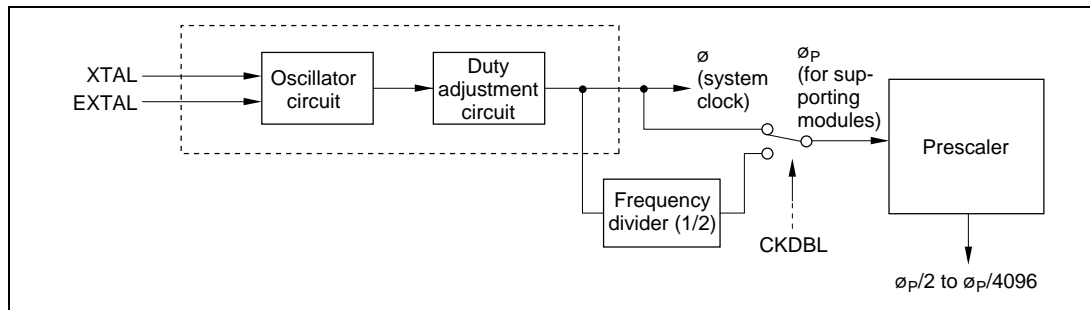 XTAL
EXTAL
Oscillator
circuit
Duty
adjustment
circuit
ø
(system
clock)
øP
(for sup-
porting
modules)
Prescaler
Frequency
divider (1/2)
CKDBL
øP/2 to øP/4096